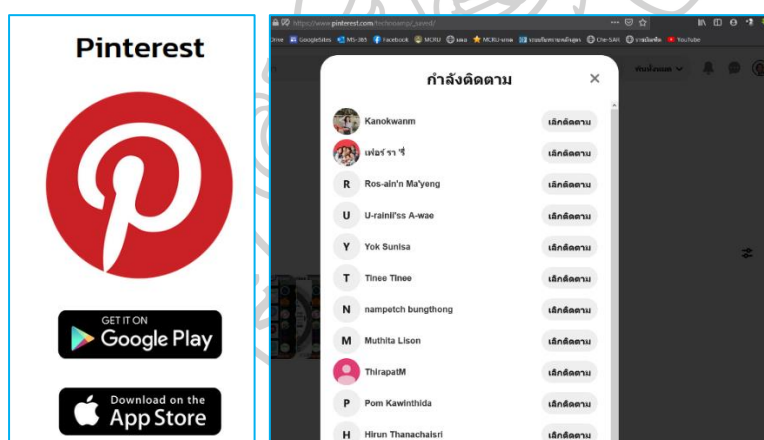 Pinterest
GET IT ON
Google Play
Download on the
App Store
https://www.pinterest.com/techswamp/_saved/
GoogleSites MS-365 Facebook MCRU MCRU YouTube
กำลังติดตาม
Kanokwanm เลิกติดตาม
เฟอร์ รา 'รี่ เลิกติดตาม
R Ros-ain'n Ma'yeng เลิกติดตาม
U U-rainii'ss A-wae เลิกติดตาม
Y Yok Sunisa เลิกติดตาม
T Tinee Tinee เลิกติดตาม
N nampetch bungthong เลิกติดตาม
M Muthita Lison เลิกติดตาม
ThirapatM เลิกติดตาม
P Pom Kawinthida เลิกติดตาม
H Hirun Thanachaisri เลิกติดตาม